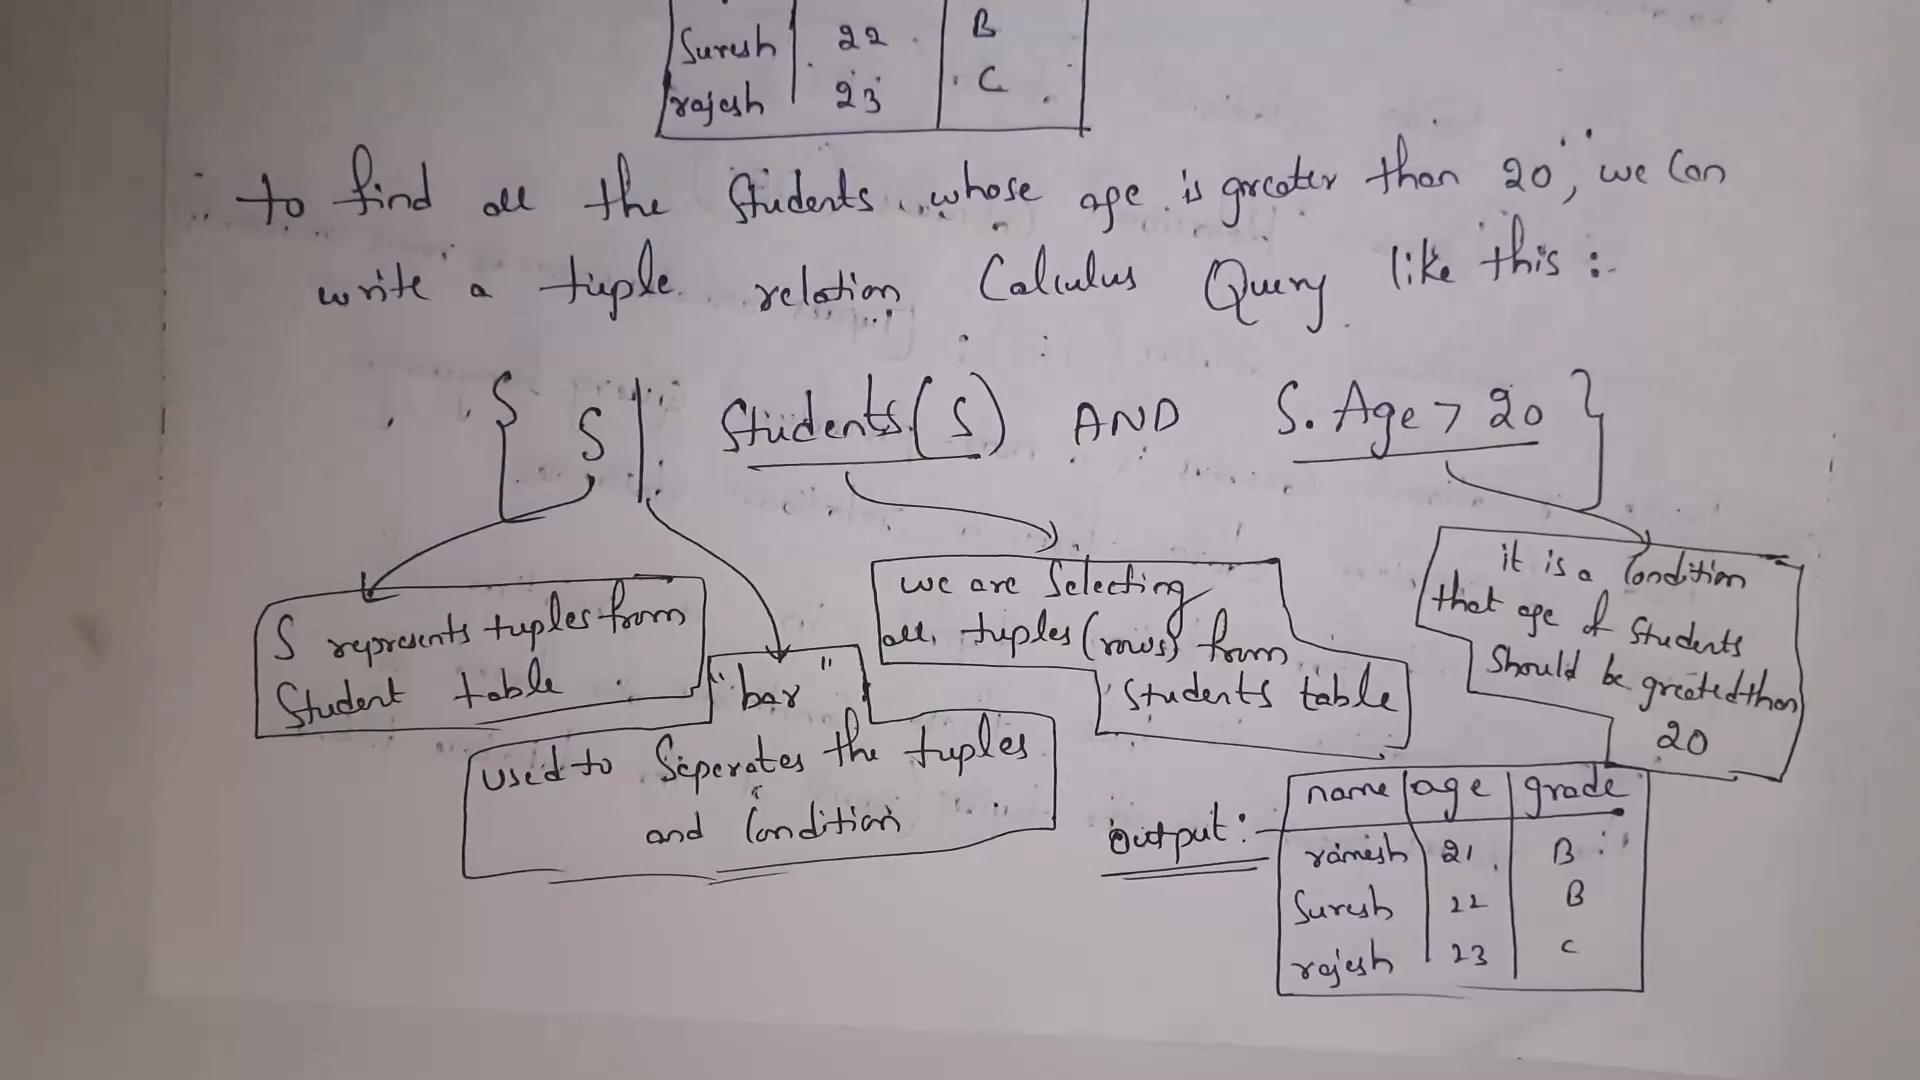 Suresh 22 B
rajesh 23 C
to find all the Students whose age is greater than 20, we Can
write a tuple relation Calculus Query like this :-
{ S | Students(S) AND S.Age > 20 }
S represents tuples from
Student table
"bar"
used to Seperates the tuples
and Condition
we are Selecting
all tuples (rows) from
Students table
it is a Condition
that age of Students
Should be greated than
20
Output :-
name age grade
ramesh 21 B
Suresh 22 B
rajesh 23 C